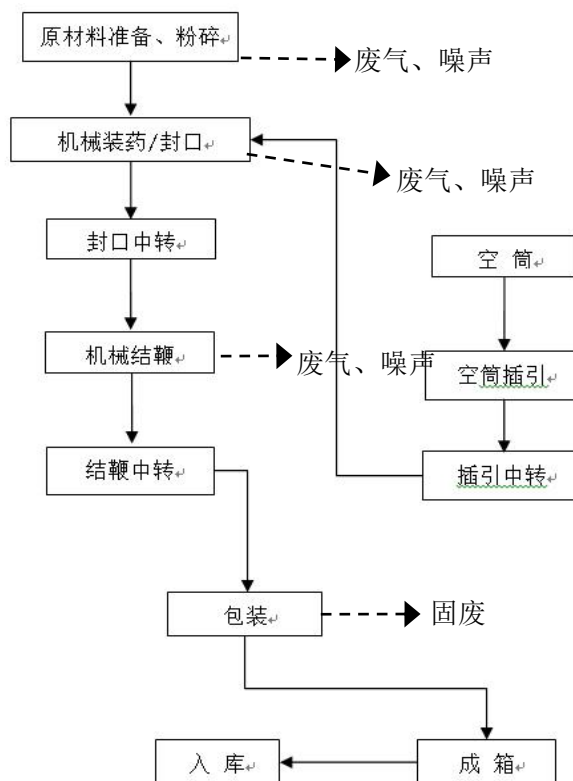 原材料准备、粉碎
废气、噪声
机械装药/封口
废气、噪声
封口中转
空 筒
机械结鞭
废气、噪声
空筒插引
结鞭中转
插引中转
包装
固废
入 库
成 箱